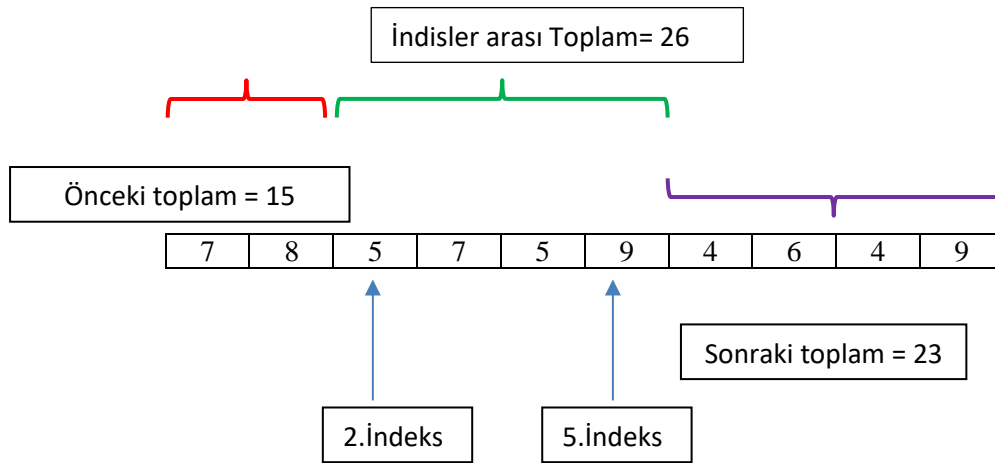 İndisler arası Toplam= 26
Önceki toplam = 15
7 8 5 7 5 9 4 6 4 9
Sonraki toplam = 23
2.İndeks 5.İndeks